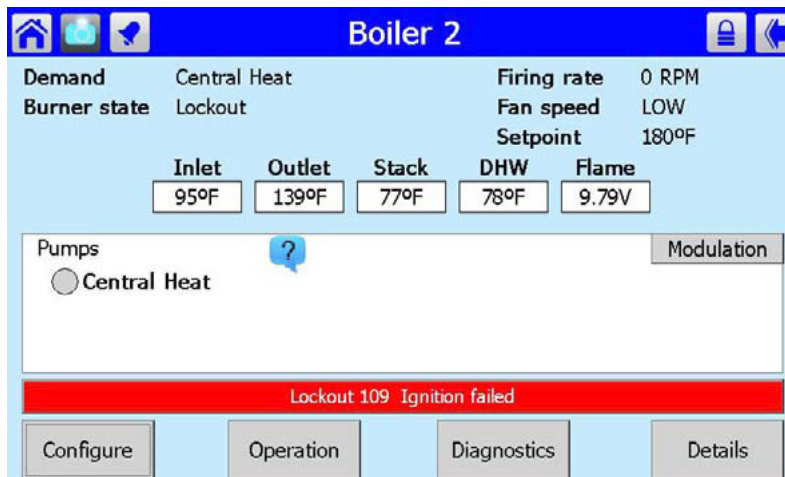 Boiler 2
Demand Central Heat Firing rate 0 RPM
Burner state Lockout Fan speed LOW
Setpoint 180ºF
Inlet Outlet Stack DHW Flame
95ºF 139ºF 77ºF 78ºF 9.79V
Pumps ? Modulation
Central Heat
Lockout 109 Ignition failed
Configure Operation Diagnostics Details